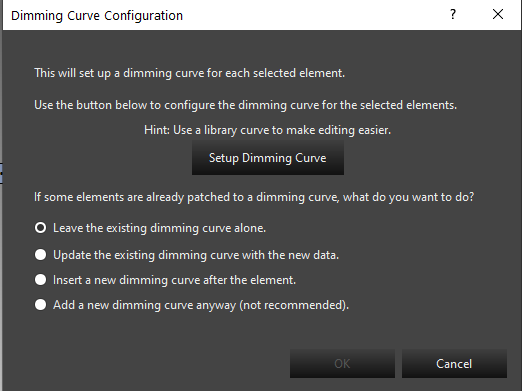 Dimming Curve Configuration
?
This will set up a dimming curve for each selected element.
Use the button below to configure the dimming curve for the selected elements.
Hint: Use a library curve to make editing easier.
Setup Dimming Curve
If some elements are already patched to a dimming curve, what do you want to do?
Leave the existing dimming curve alone.
Update the existing dimming curve with the new data.
Insert a new dimming curve after the element.
Add a new dimming curve anyway (not recommended).
OK
Cancel